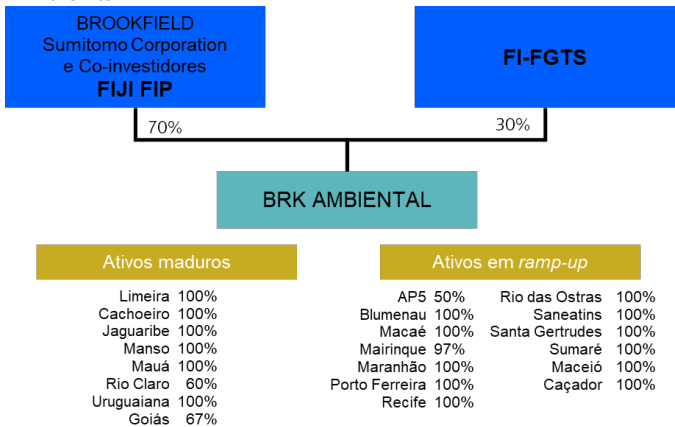 BROOKFIELD
Sumitomo Corporation
e Co-investidores
FIJI FIP
FI-FGTS
70%
30%
BRK AMBIENTAL
Ativos maduros
Limeira 100%
Cachoeiro 100%
Jaguaribe 100%
Manso 100%
Mauá 100%
Rio Claro 60%
Uruguaiana 100%
Goiás 67%
Ativos em ramp-up
AP5 50%
Blumenau 100%
Macaé 100%
Mairinque 97%
Maranhão 100%
Porto Ferreira 100%
Recife 100%
Rio das Ostras 100%
Saneatins 100%
Santa Gertrudes 100%
Sumaré 100%
Maceió 100%
Caçador 100%